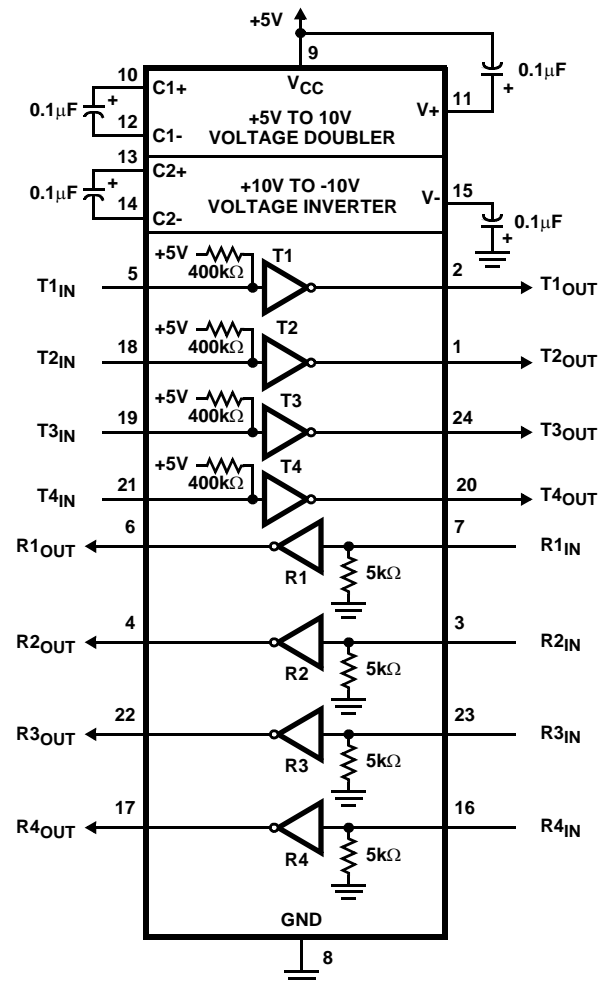 +5V
9
VCC
10
C1+
0.1μF
+
12
C1-
+5V TO 10V
VOLTAGE DOUBLER
V+
11
0.1μF
+
13
C2+
0.1μF
+
14
C2-
+10V TO -10V
VOLTAGE INVERTER
V-
15
0.1μF
+
T1IN
5
+5V
400kΩ
T1
2
T1OUT
T2IN
18
+5V
400kΩ
T2
1
T2OUT
T3IN
19
+5V
400kΩ
T3
24
T3OUT
T4IN
21
+5V
400kΩ
T4
20
T4OUT
R1OUT
6
R1
5kΩ
7
R1IN
R2OUT
4
R2
5kΩ
3
R2IN
R3OUT
22
R3
5kΩ
23
R3IN
R4OUT
17
R4
5kΩ
16
R4IN
GND
8